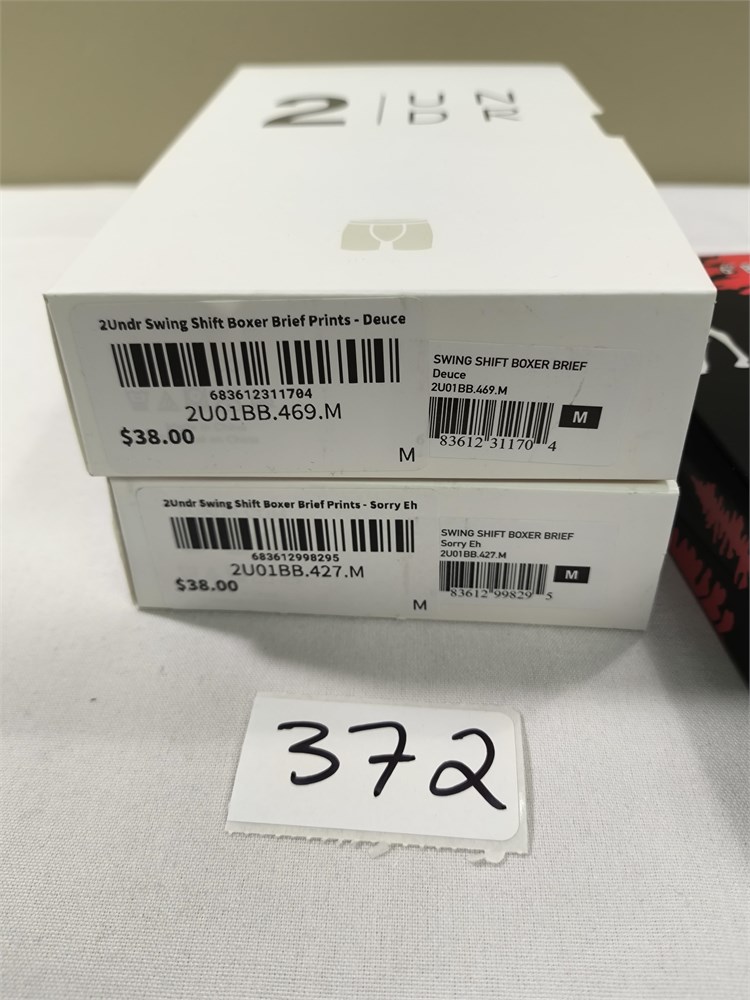 2 | UN
DR
2Undr Swing Shift Boxer Brief Prints - Deuce
683612311704
2U01BB.469.M
$38.00
M
SWING SHIFT BOXER BRIEF
Deuce
2U01BB.469.M
M
83612 31170 4
2Undr Swing Shift Boxer Brief Prints - Sorry Eh
683612998295
2U01BB.427.M
$38.00
M
SWING SHIFT BOXER BRIEF
Sorry Eh
2U01BB.427.M
M
83612 99829 5
372